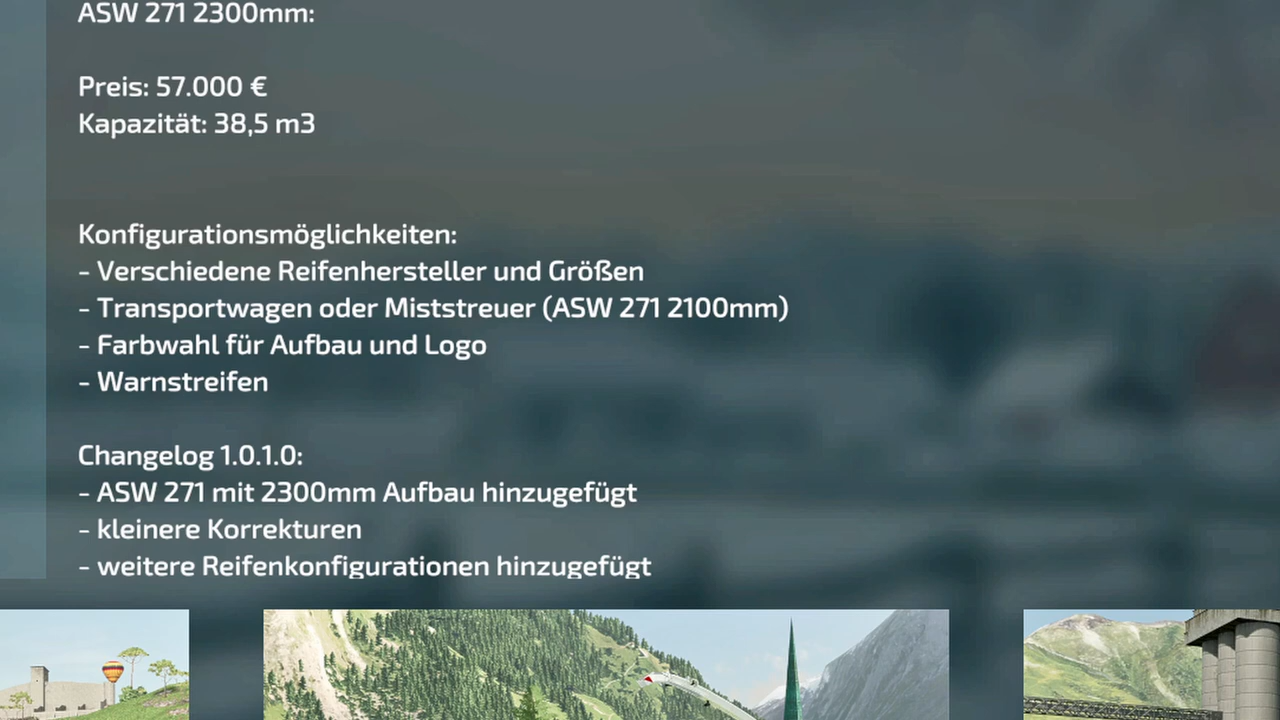 ASW 271 2300mm:
Preis: 57.000 €
Kapazität: 38,5 m3
Konfigurationsmöglichkeiten:
- Verschiedene Reifenhersteller und Größen
- Transportwagen oder Miststreuer (ASW 271 2100mm)
- Farbwahl für Aufbau und Logo
- Warnstreifen
Changelog 1.0.1.0:
- ASW 271 mit 2300mm Aufbau hinzugefügt
- kleinere Korrekturen
- weitere Reifenkonfigurationen hinzugefügt